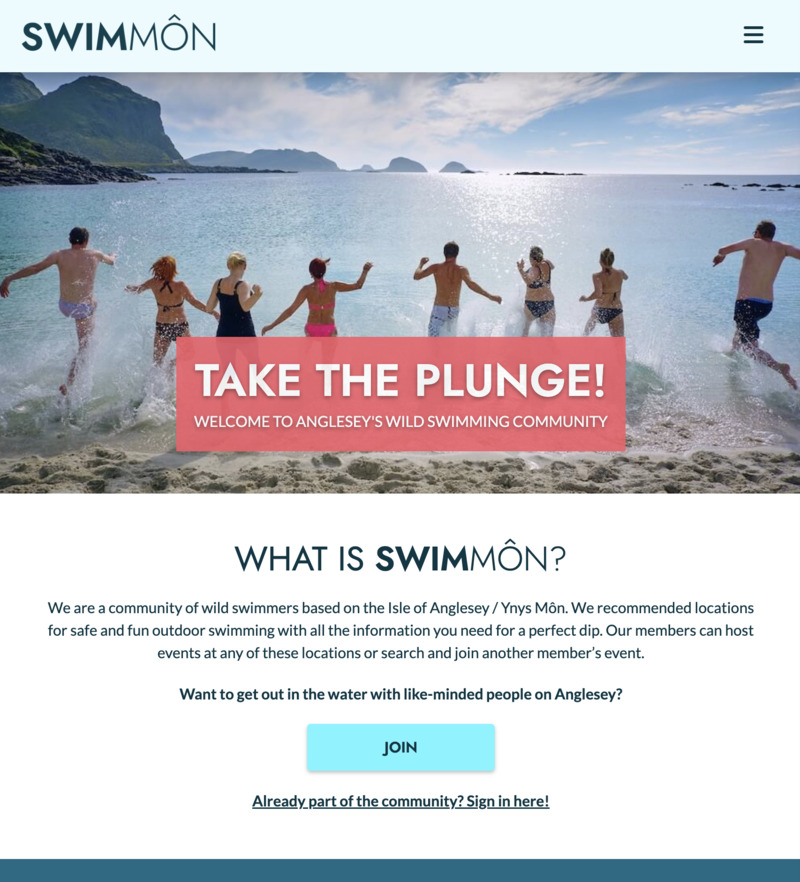 SWIMMÔN
TAKE THE PLUNGE!
WELCOME TO ANGLESEY'S WILD SWIMMING COMMUNITY
WHAT IS SWIMMÔN?
We are a community of wild swimmers based on the Isle of Anglesey / Ynys Môn. We recommended locations
for safe and fun outdoor swimming with all the information you need for a perfect dip. Our members can host
events at any of these locations or search and join another member’s event.
Want to get out in the water with like-minded people on Anglesey?
JOIN
Already part of the community? Sign in here!